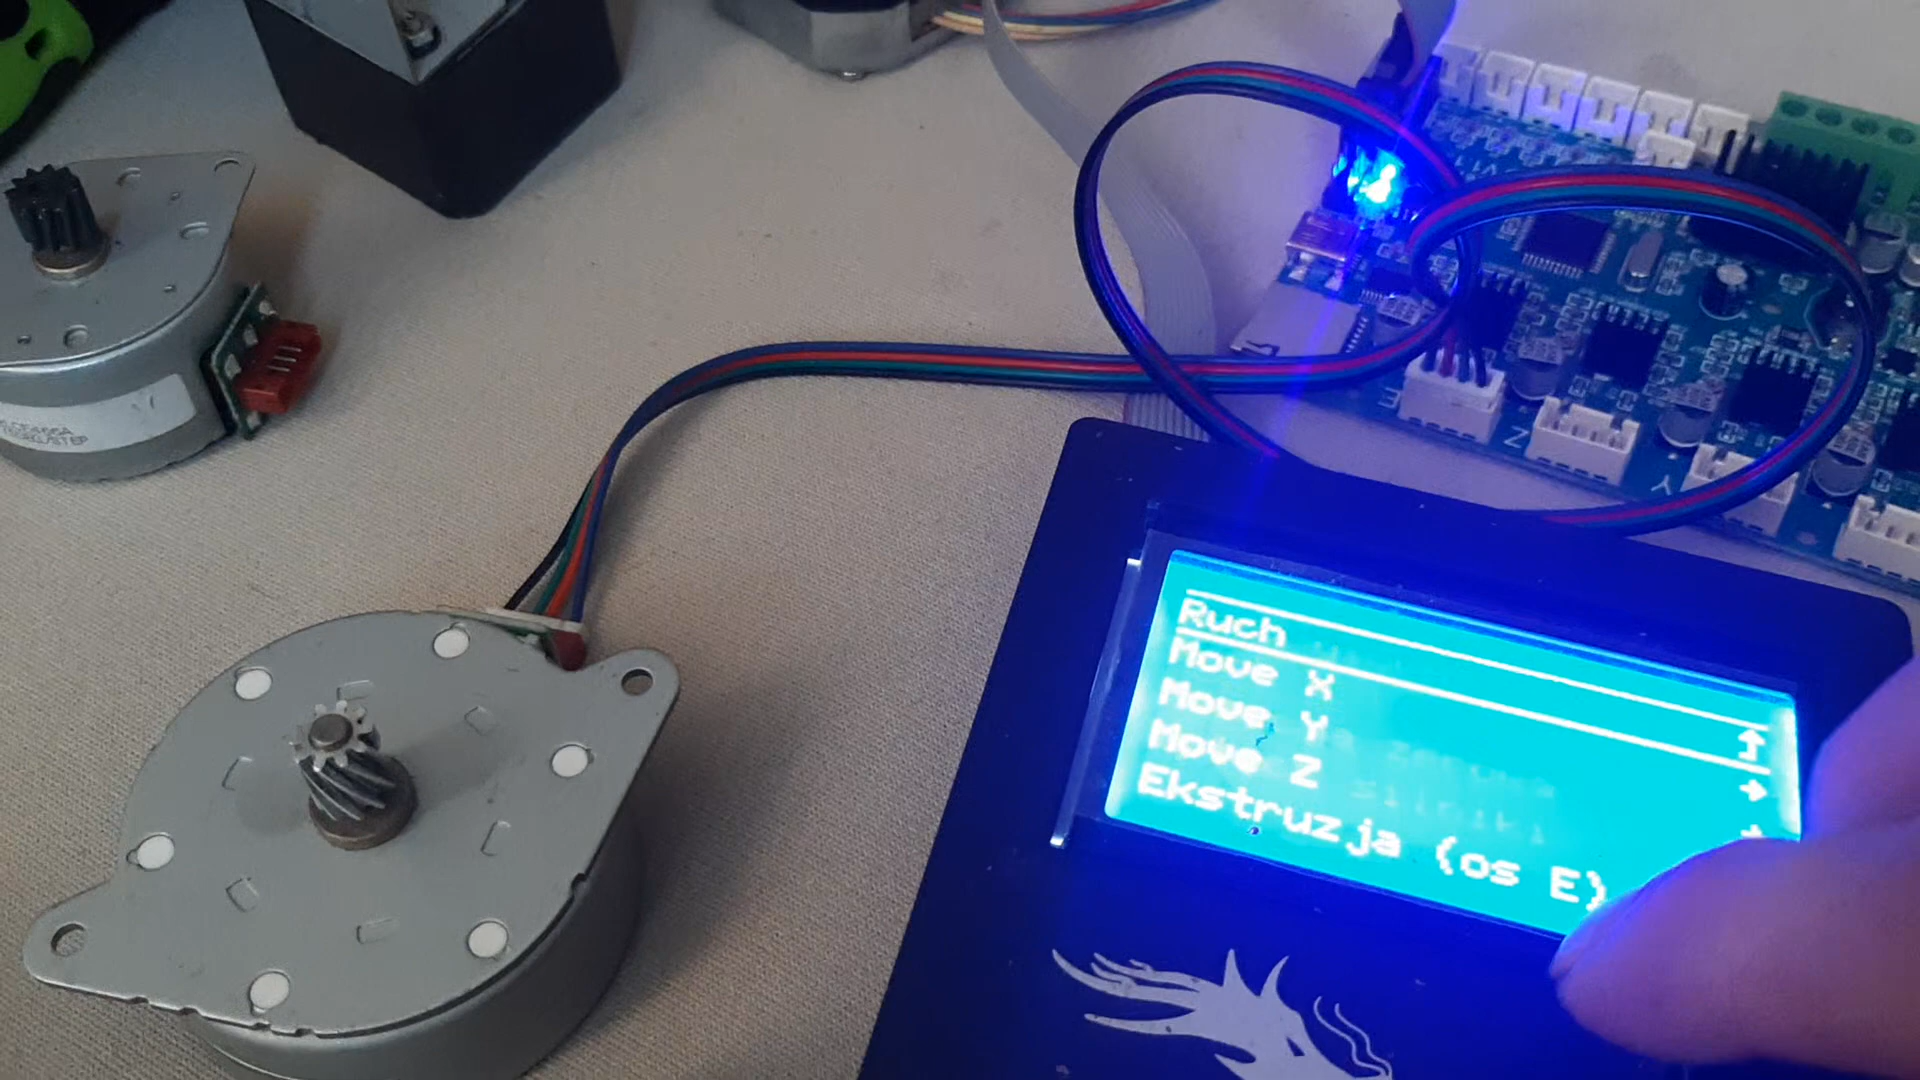 Ruch
Move X
Move Y
Move Z
Ekstruzja (os E)
E
Z
Y